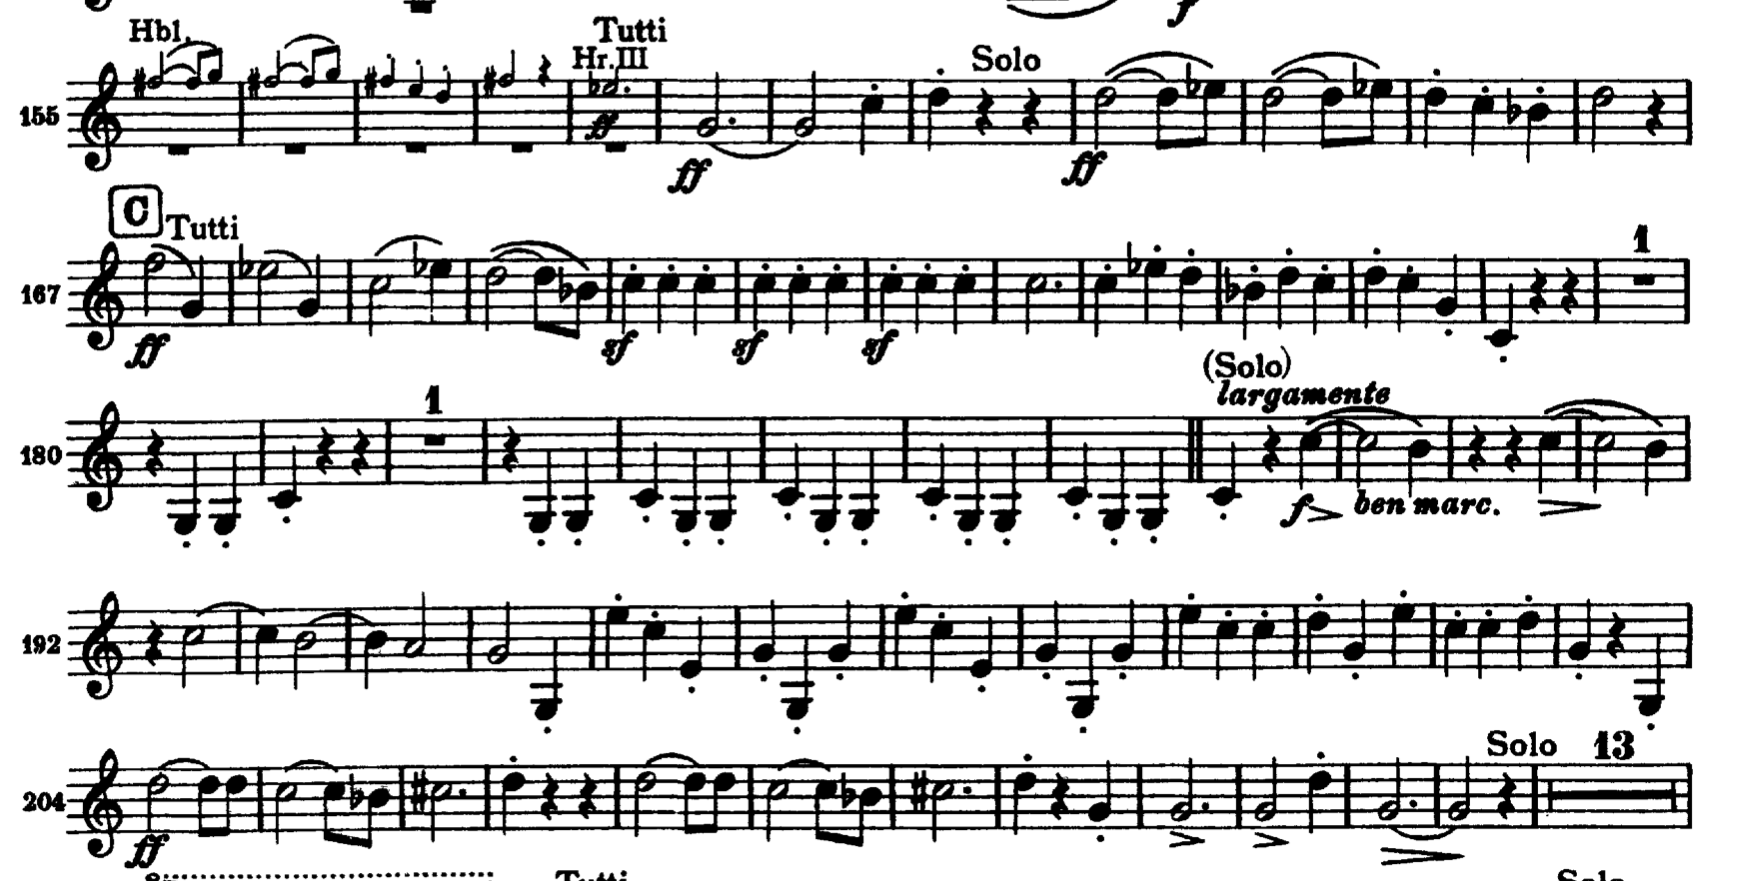 f
Hbl. Tutti
Hr.III Solo
155 ff ff ff
C Tutti 1
167 ff sf sf sf
(Solo)
1 largamente
180 f ben marc.
192
Solo 13
204 ff
8 Tutti Solo